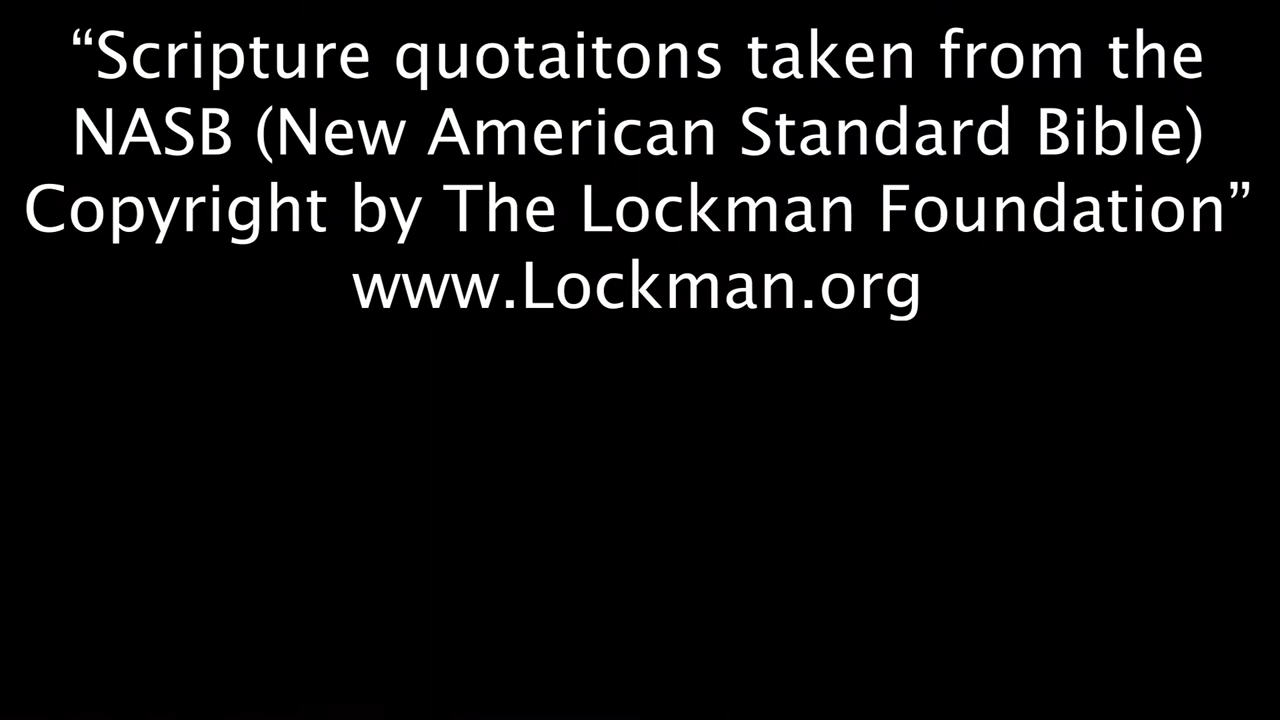 “Scripture quotaitons taken from the
NASB (New American Standard Bible)
Copyright by The Lockman Foundation”
www.Lockman.org